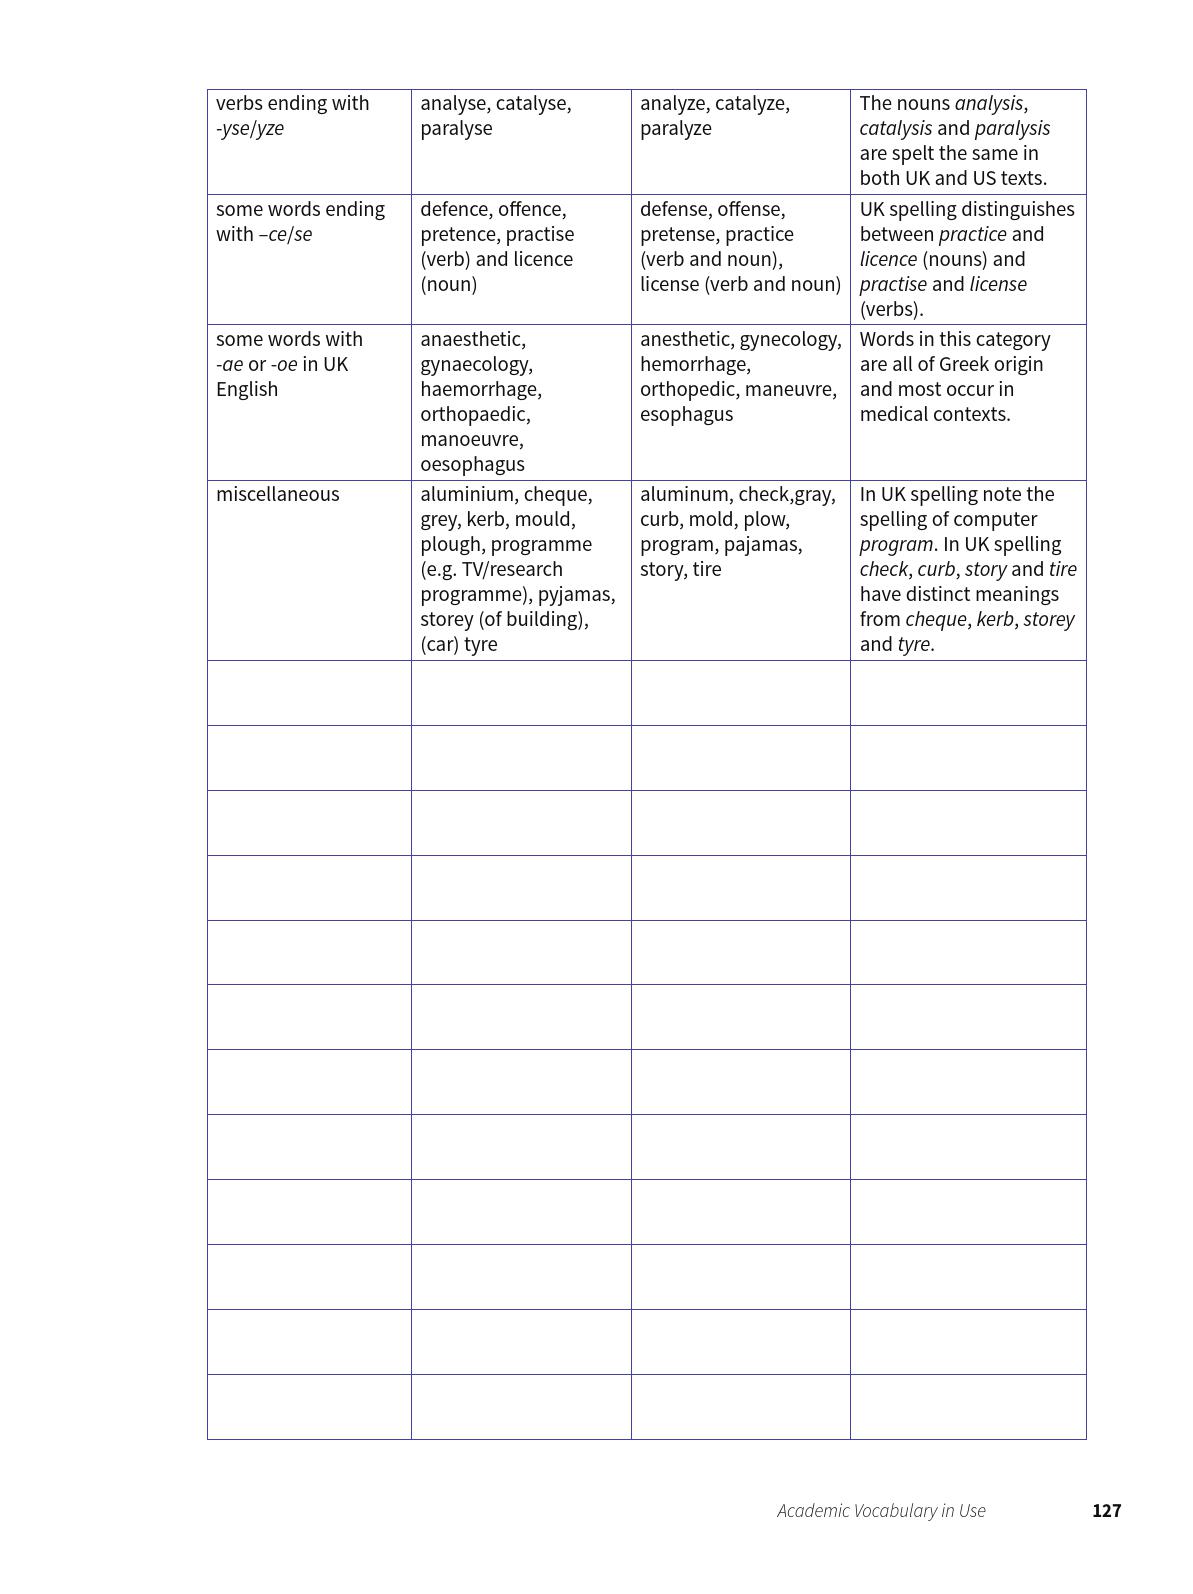 verbs ending with
-yse/yze
analyse, catalyse,
paralyse
analyze, catalyze,
paralyze
The nouns analysis,
catalysis and paralysis
are spelt the same in
both UK and US texts.
some words ending
with –ce/se
defence, offence,
pretence, practise
(verb) and licence
(noun)
defense, offense,
pretense, practice
(verb and noun),
license (verb and noun)
UK spelling distinguishes
between practice and
licence (nouns) and
practise and license
(verbs).
some words with
-ae or -oe in UK
English
anaesthetic,
gynaecology,
haemorrhage,
orthopaedic,
manoeuvre,
oesophagus
anesthetic, gynecology,
hemorrhage,
orthopedic, maneuvre,
esophagus
Words in this category
are all of Greek origin
and most occur in
medical contexts.
miscellaneous
aluminium, cheque,
grey, kerb, mould,
plough, programme
(e.g. TV/research
programme), pyjamas,
storey (of building),
(car) tyre
aluminum, check,gray,
curb, mold, plow,
program, pajamas,
story, tire
In UK spelling note the
spelling of computer
program. In UK spelling
check, curb, story and tire
have distinct meanings
from cheque, kerb, storey
and tyre.
Academic Vocabulary in Use 127